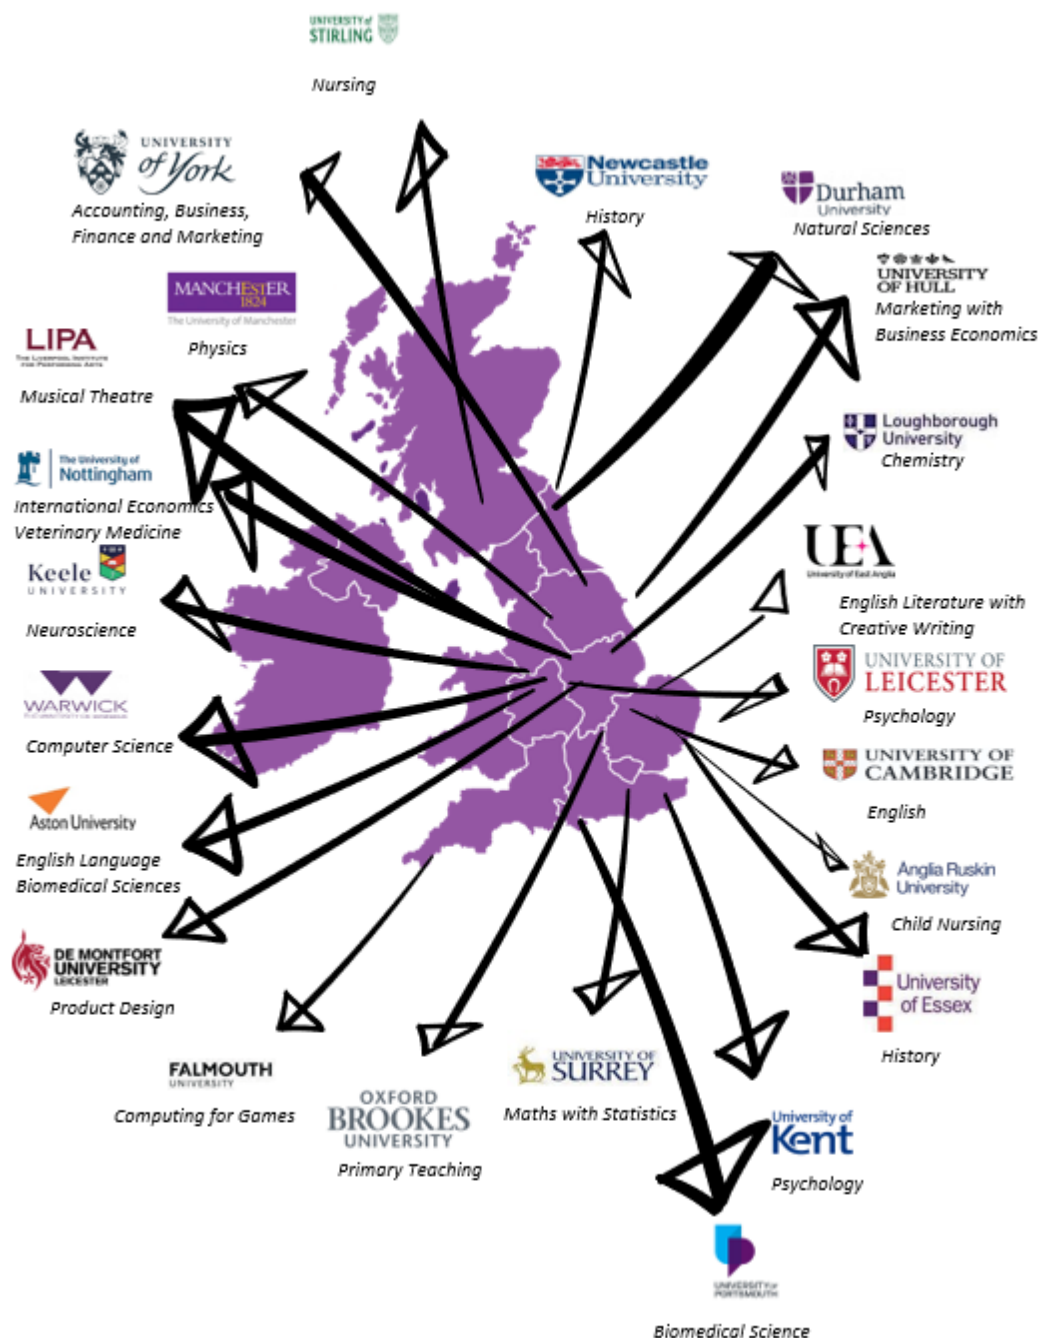 UNIVERSITY of
STIRLING
Nursing
UNIVERSITY
of York
Accounting, Business,
Finance and Marketing
Newcastle
University
History
Durham
University
Natural Sciences
UNIVERSITY
OF HULL
Marketing with
Business Economics
MANCHESTER
1824
The University of Manchester
Physics
LIPA
THE LIVERPOOL INSTITUTE
FOR PERFORMING ARTS
Musical Theatre
Loughborough
University
Chemistry
The University of
Nottingham
International Economics
Veterinary Medicine
UEA
University of East Anglia
English Literature with
Creative Writing
Keele
UNIVERSITY
Neuroscience
UNIVERSITY OF
LEICESTER
Psychology
WARWICK
Computer Science
UNIVERSITY OF
CAMBRIDGE
English
Aston University
English Language
Biomedical Sciences
Anglia Ruskin
University
Child Nursing
DE MONTFORT
UNIVERSITY
LEICESTER
Product Design
University
of Essex
History
FALMOUTH
UNIVERSITY
Computing for Games
OXFORD
BROOKES
UNIVERSITY
Primary Teaching
UNIVERSITY OF
SURREY
Maths with Statistics
University of
Kent
Psychology
UNIVERSITY OF
PORTSMOUTH
Biomedical Science